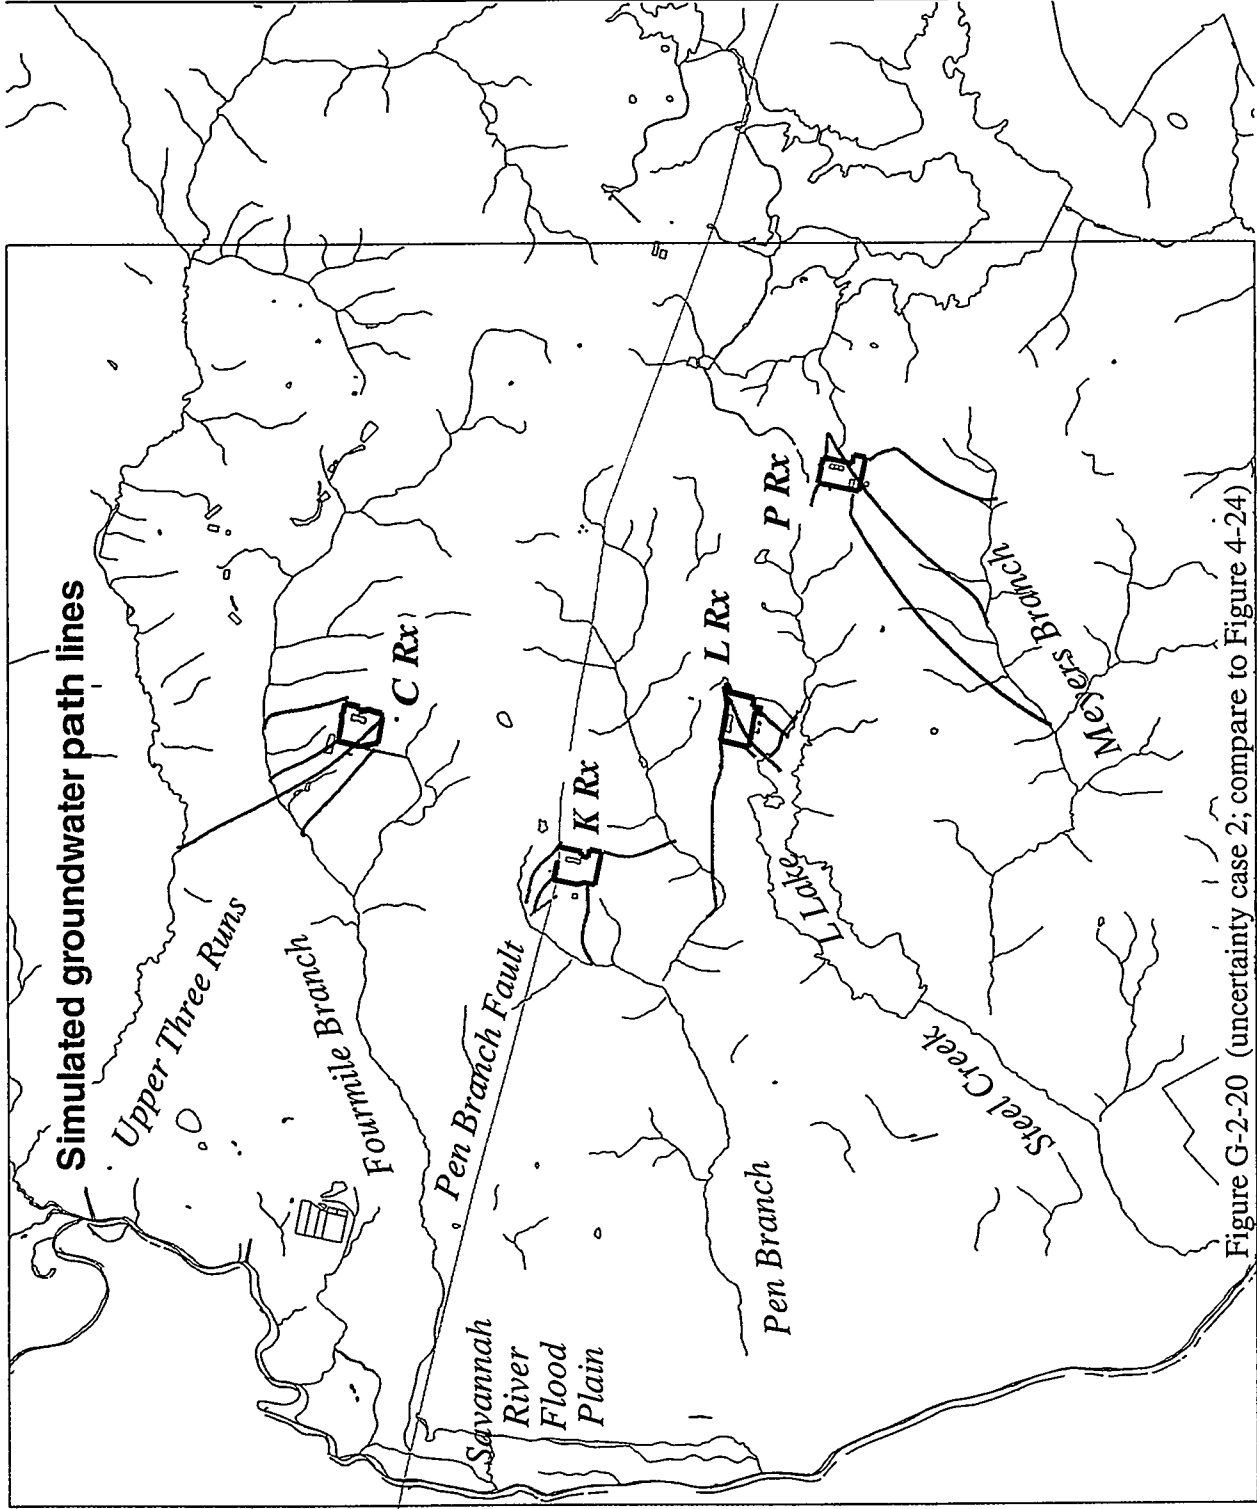 Simulated groundwater path lines
Upper Three Runs
Fourmile Branch
C Rx
Pen Branch Fault
K Rx
L Rx
P Rx
Savannah
River
Flood
Plain
Pen Branch
L Lake
Steel Creek
Meyers Branch
Figure G-2-20 (uncertainty case 2; compare to Figure 4-24)